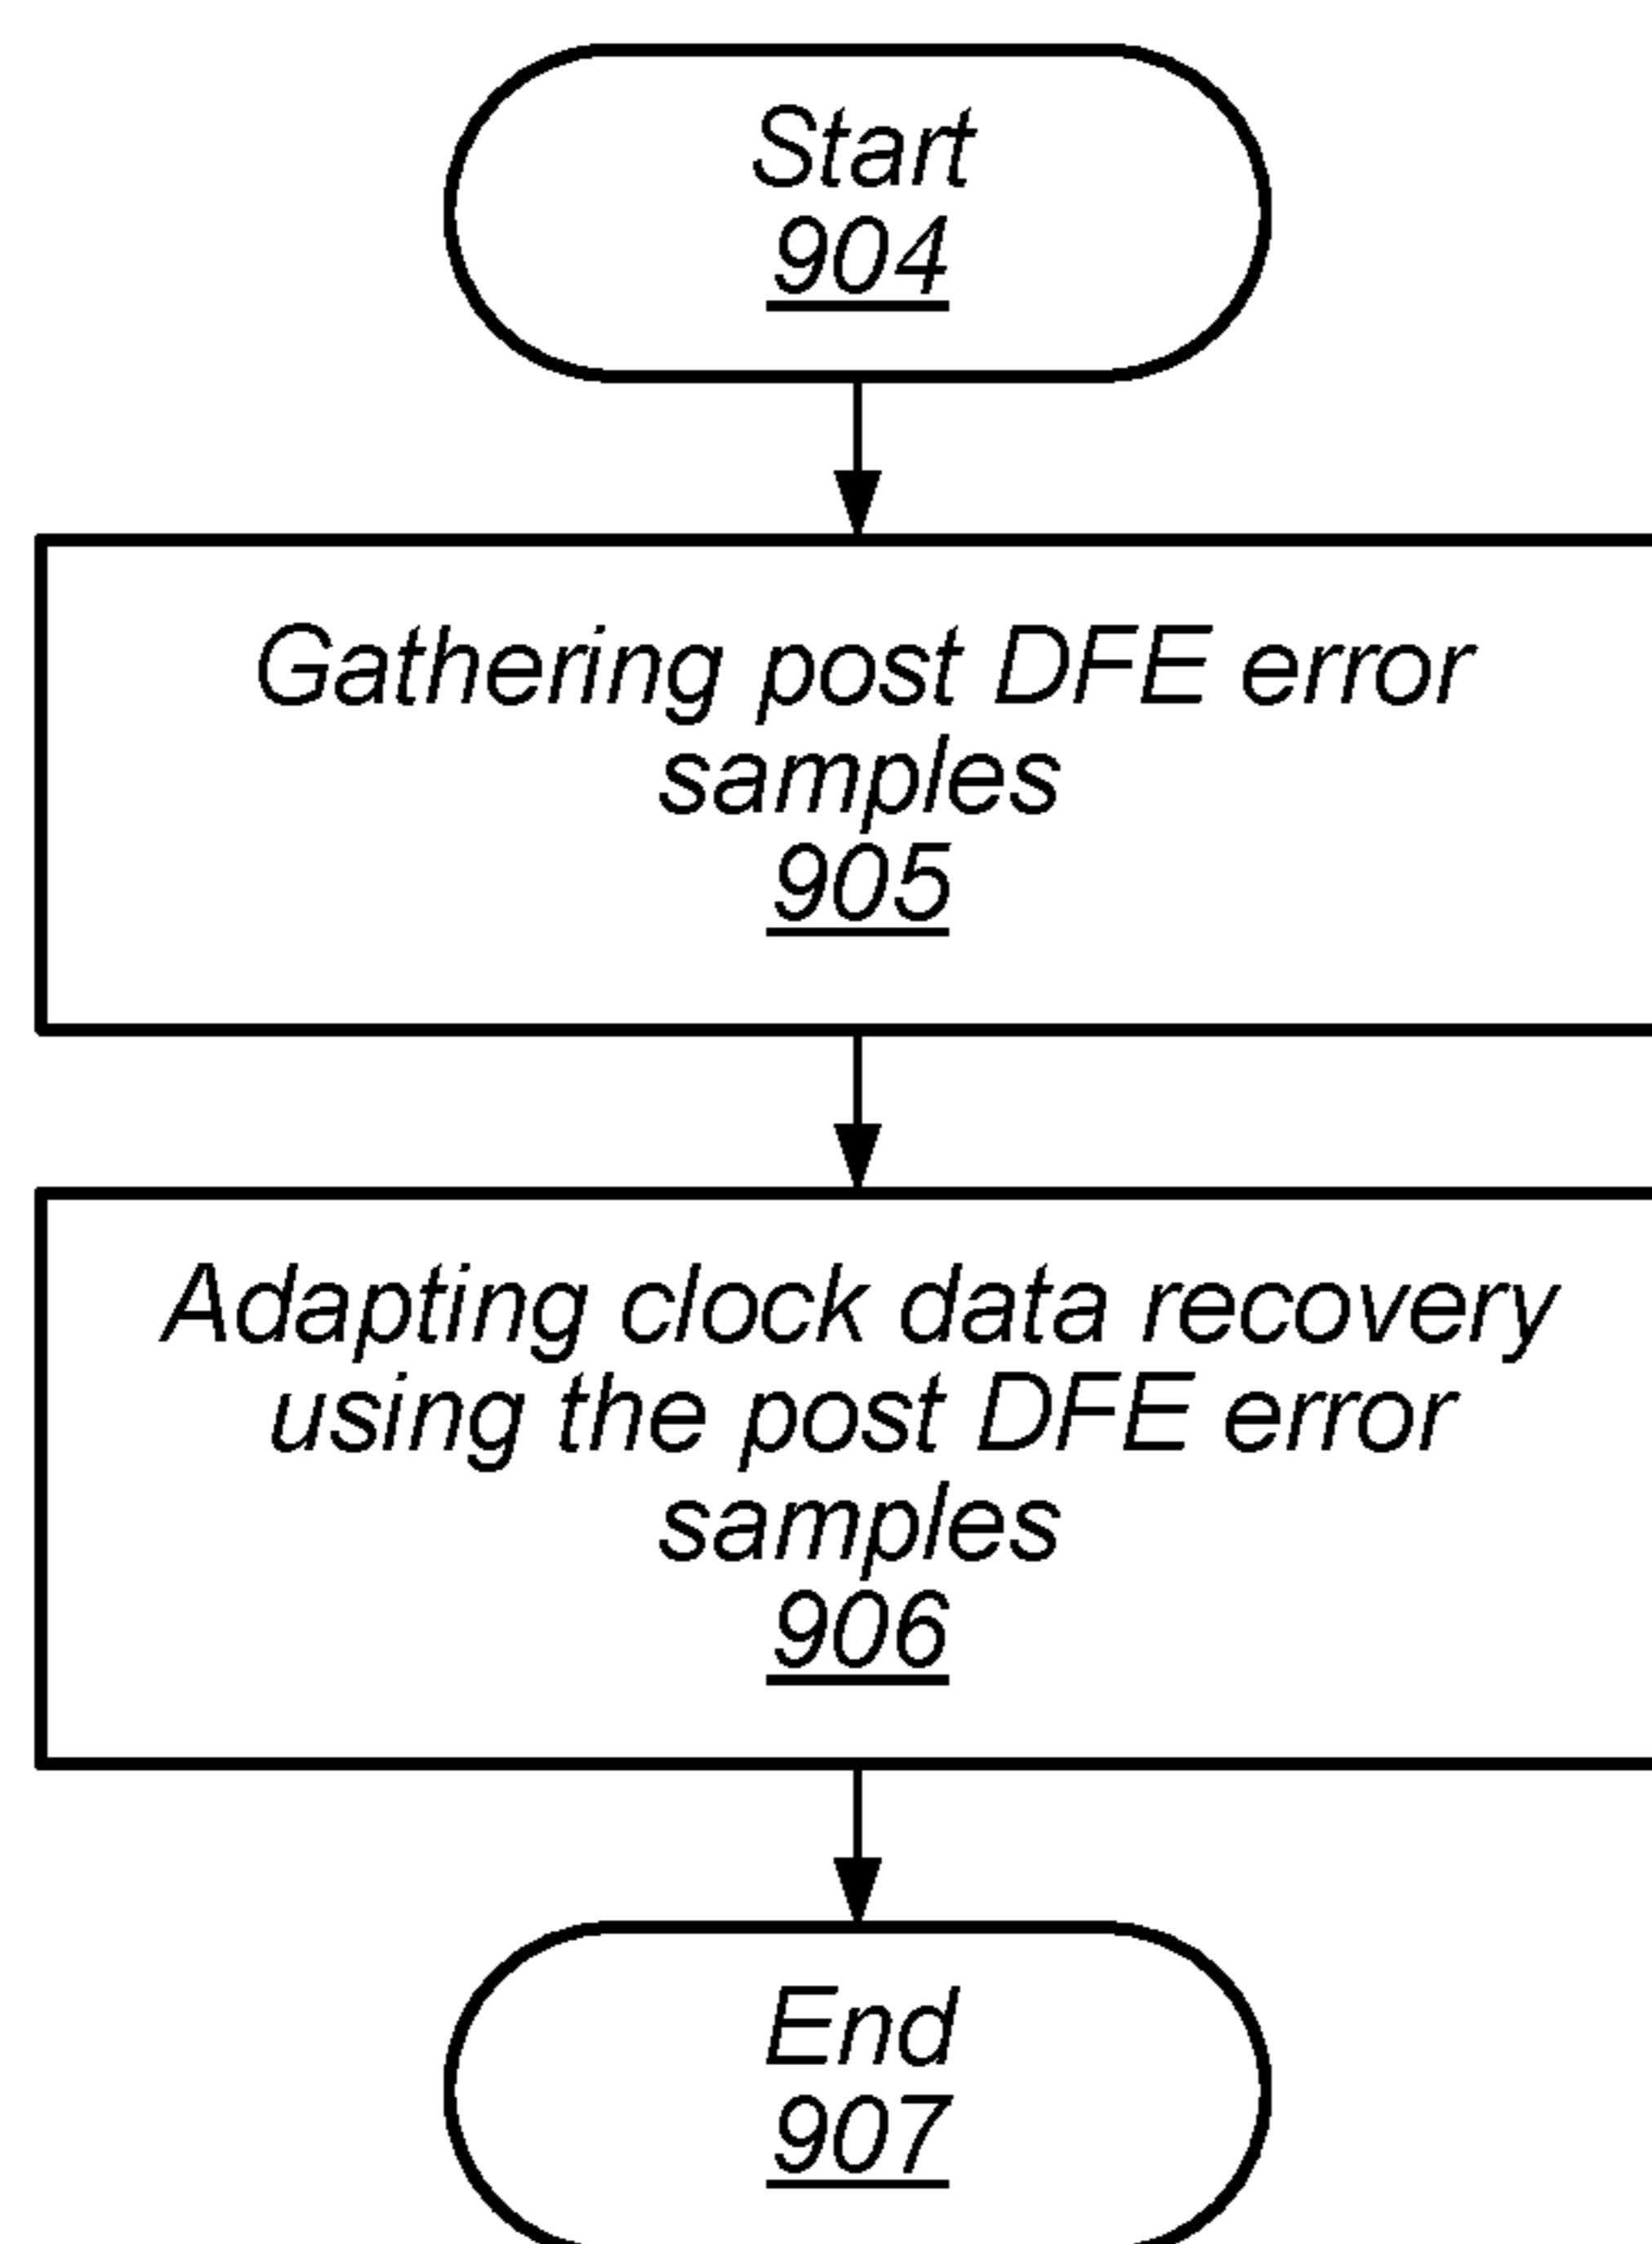 Start
904
Gathering post DFE error
samples
905
Adapting clock data recovery
using the post DFE error
samples
906
End
907